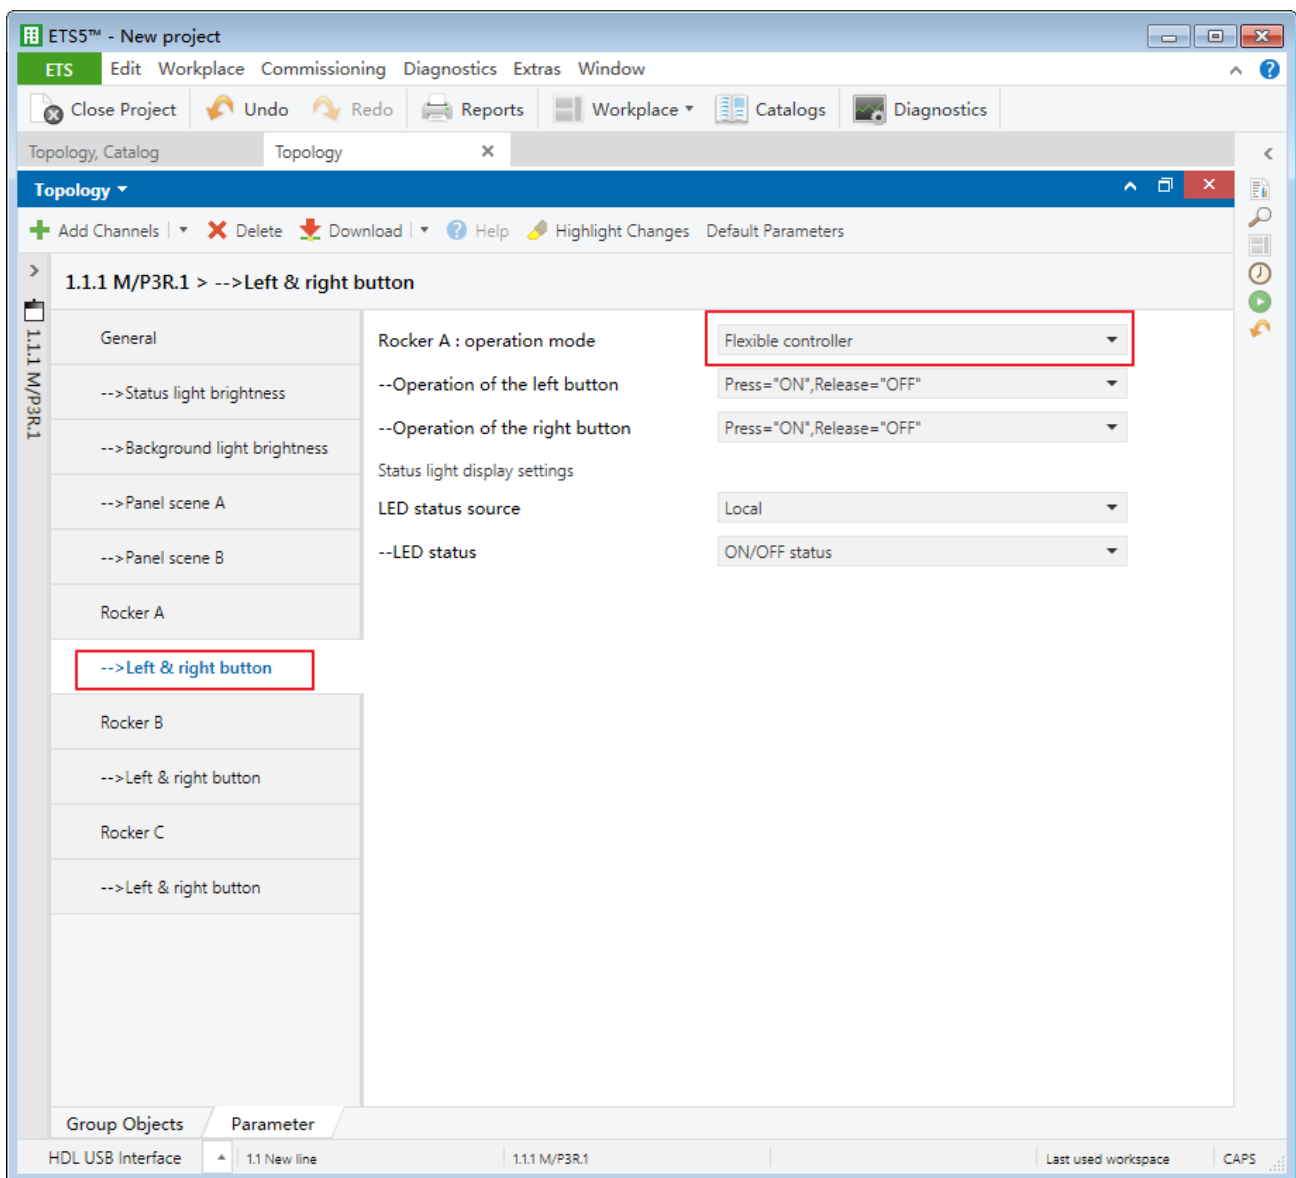 ETS5™ - New project
ETS Edit Workplace Commissioning Diagnostics Extras Window
Close Project Undo Redo Reports Workplace Catalogs Diagnostics
Topology, Catalog Topology
Topology
Add Channels Delete Download Help Highlight Changes Default Parameters
1.1.1 M/P3R.1 > -->Left & right button
1.1.1 M/P3R.1
General
-->Status light brightness
-->Background light brightness
-->Panel scene A
-->Panel scene B
Rocker A
-->Left & right button
Rocker B
-->Left & right button
Rocker C
-->Left & right button
Rocker A : operation mode Flexible controller
--Operation of the left button Press="ON",Release="OFF"
--Operation of the right button Press="ON",Release="OFF"
Status light display settings
LED status source Local
--LED status ON/OFF status
Group Objects Parameter
HDL USB Interface 1.1 New line 1.1.1 M/P3R.1 Last used workspace CAPS